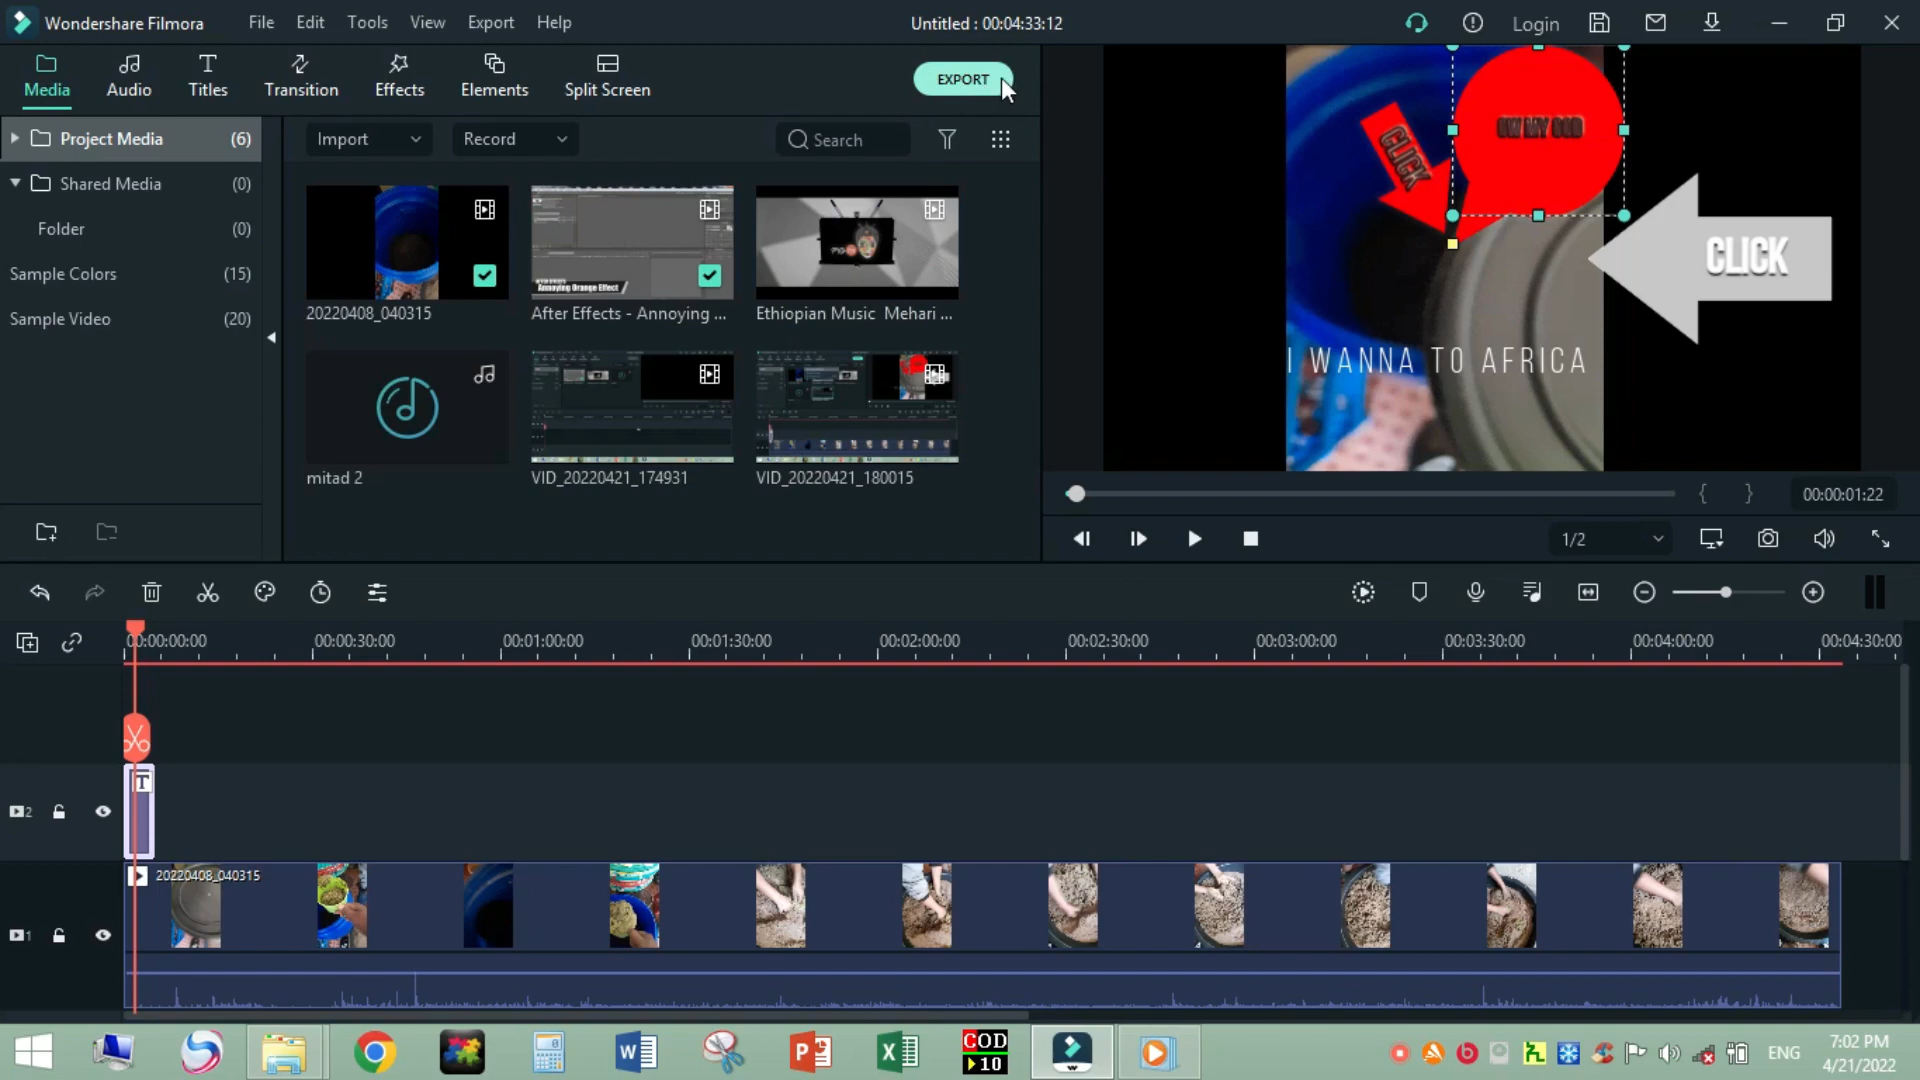 Wondershare Filmora
File Edit Tools View Export Help
Untitled : 00:04:33:12
Login
Media Audio Titles Transition Effects Elements Split Screen
EXPORT
Project Media (6)
Shared Media (0)
Folder (0)
Sample Colors (15)
Sample Video (20)
Import Record Search
20220408_040315
After Effects - Annoying ...
Ethiopian Music Mehari ...
Annoying Orange Effect
mitad 2
VID_20220421_174931
VID_20220421_180015
CLICK
OW MY GOD
CLICK
I WANNA TO AFRICA
{ } 00:00:01:22
1/2
00:00:00:00 00:00:30:00 00:01:00:00 00:01:30:00 00:02:00:00 00:02:30:00 00:03:00:00 00:03:30:00 00:04:00:00 00:04:30:00
T
2
20220408_040315
1
COD
10
ENG
7:02 PM
4/21/2022